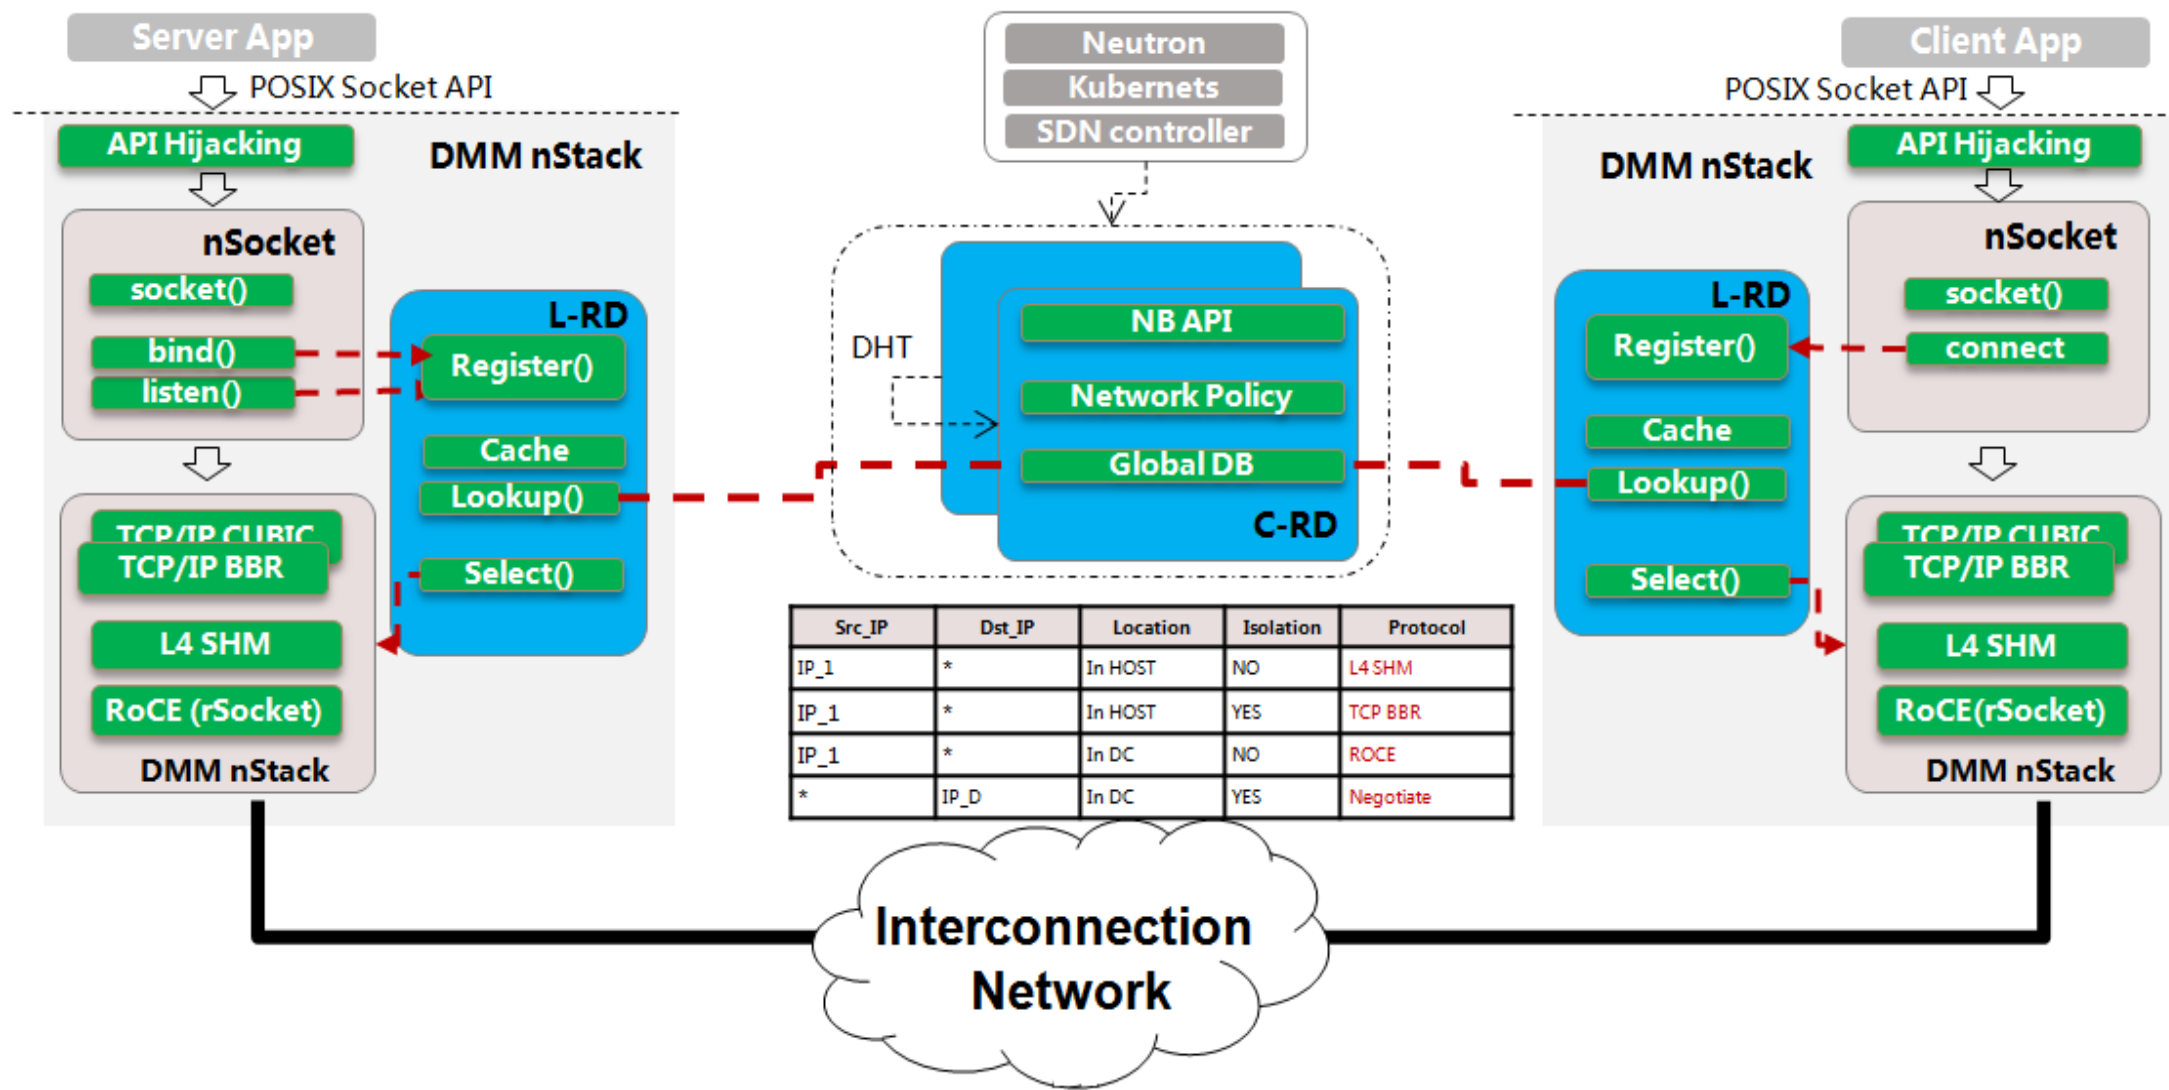 Server App
POSIX Socket API
API Hijacking
DMM nStack
nSocket
socket()
bind()
listen()
L-RD
Register()
Cache
Lookup()
Select()
TCP/IP CUBIC
TCP/IP BBR
L4 SHM
RoCE (rSocket)
DMM nStack
Neutron
Kubernets
SDN controller
DHT
NB API
Network Policy
Global DB
C-RD
Src_IP Dst_IP Location Isolation Protocol
IP_1 * In HOST NO L4 SHM
IP_1 * In HOST YES TCP BBR
IP_1 * In DC NO ROCE
* IP_D In DC YES Negotiate
Client App
POSIX Socket API
DMM nStack
API Hijacking
nSocket
socket()
connect
L-RD
Register()
Cache
Lookup()
Select()
TCP/IP CUBIC
TCP/IP BBR
L4 SHM
RoCE(rSocket)
DMM nStack
Interconnection
Network